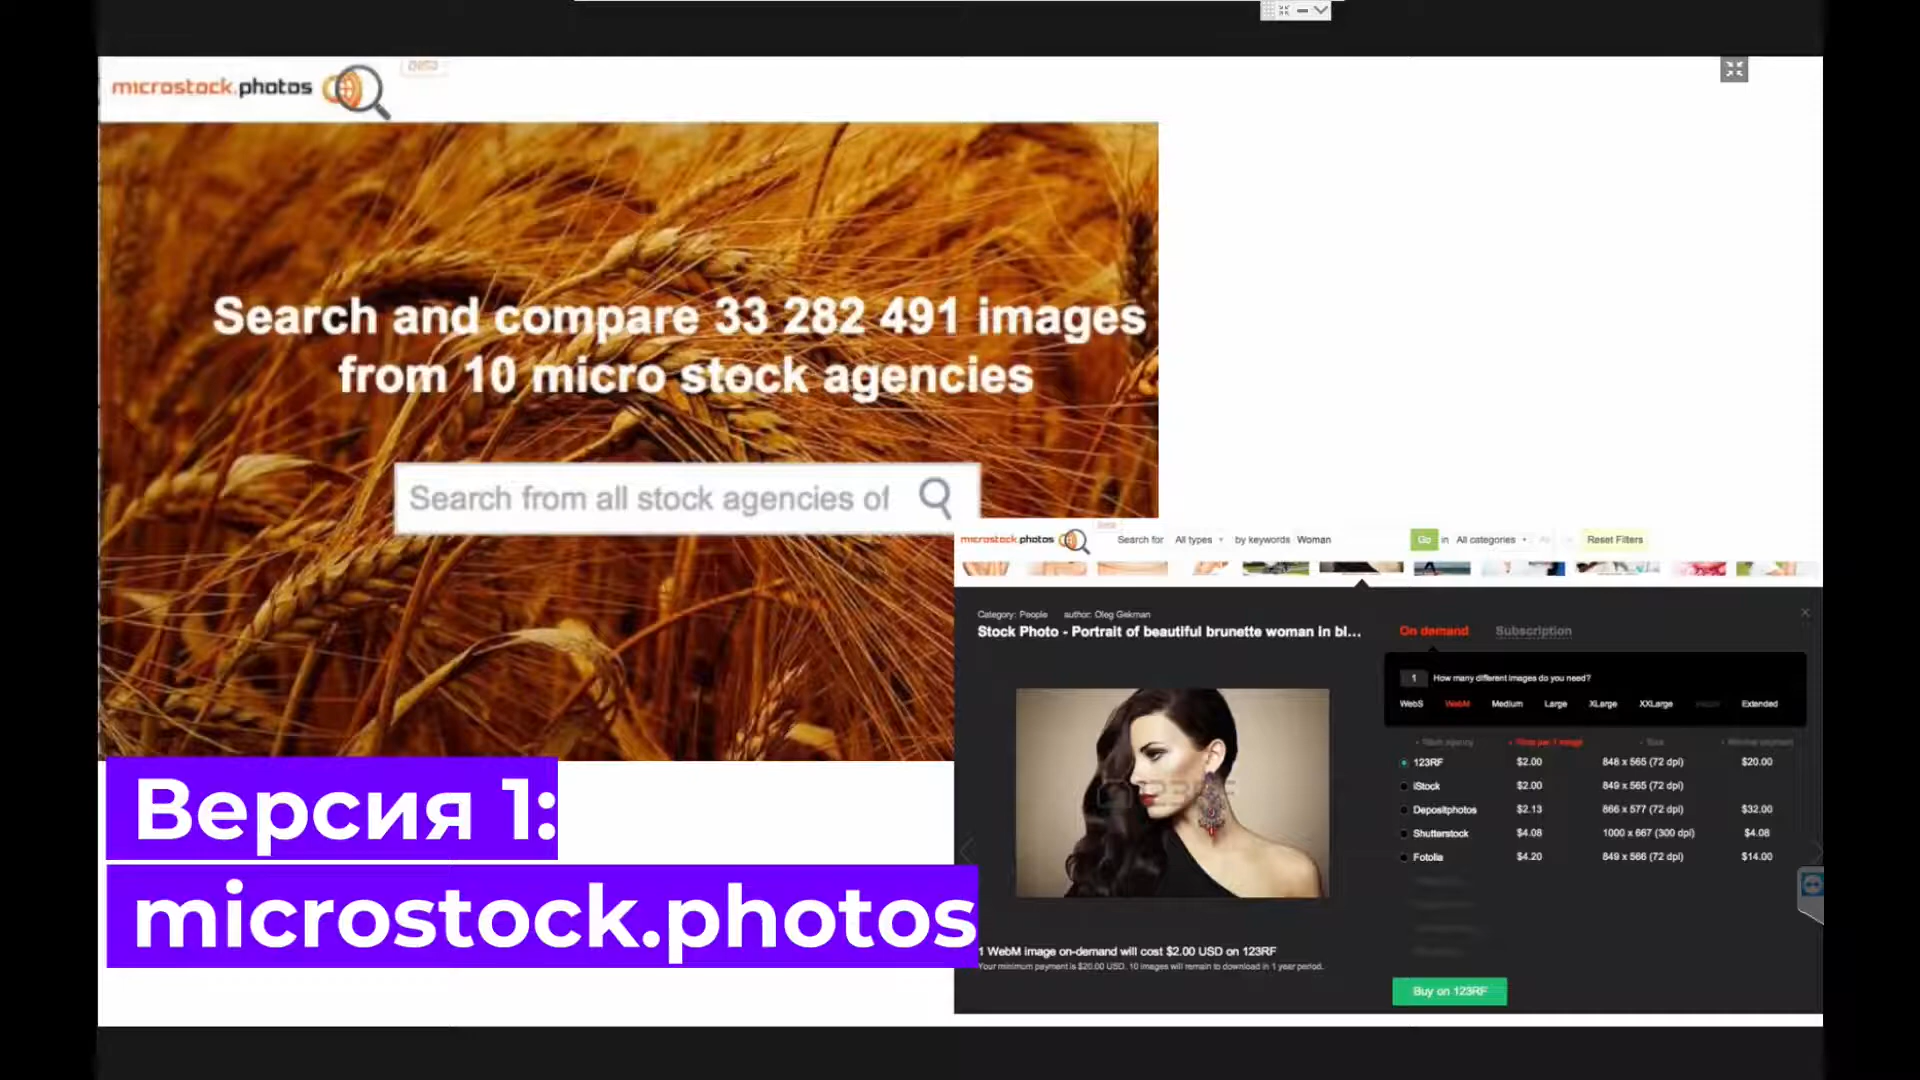 microstock.photos
beta
Search and compare 33 282 491 images
from 10 micro stock agencies
Search from all stock agencies of
Версия 1:
microstock.photos
microstock.photos
beta
Search for All types by keywords Woman Go in All categories Reset Filters
Category: People author: Oleg Gekman
Stock Photo - Portrait of beautiful brunette woman in bl...
On demand Subscription
1 How many different images do you need?
WebS WebM Medium Large XLarge XXLarge Extended
123RF $2.00 848 x 565 (72 dpi) $20.00
iStock $2.00 849 x 565 (72 dpi)
Depositphotos $2.13 866 x 577 (72 dpi) $32.00
Shutterstock $4.08 1000 x 667 (300 dpi) $4.08
Fotolia $4.20 849 x 566 (72 dpi) $14.00
123RF
1 WebM image on-demand will cost $2.00 USD on 123RF
Your minimum payment is $20.00 USD. 10 images will remain to download in 1 year period.
Buy on 123RF